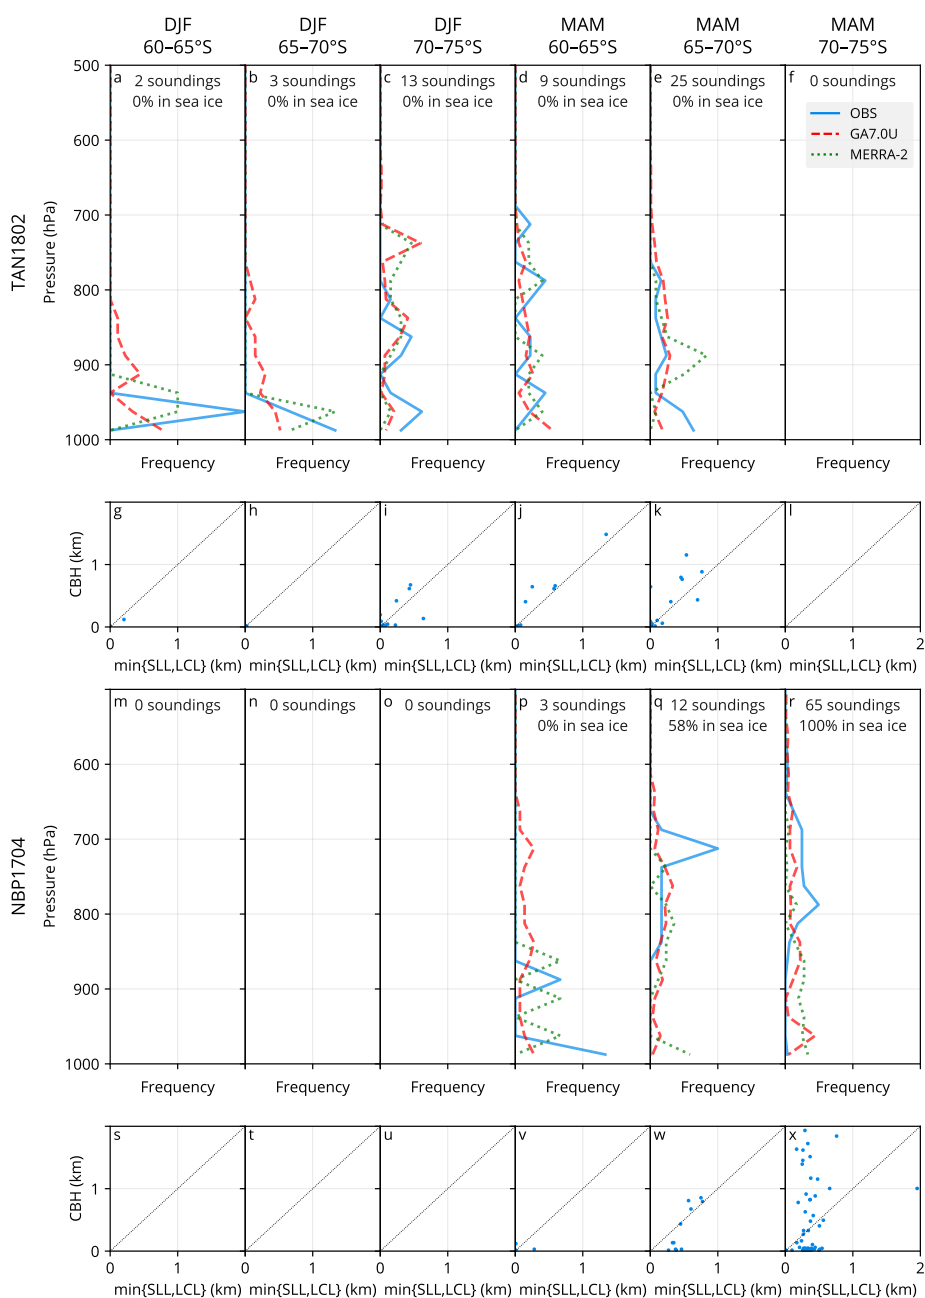 DJF DJF DJF MAM MAM MAM
60–65°S 65–70°S 70–75°S 60–65°S 65–70°S 70–75°S
TAN1802
Pressure (hPa)
500
600
700
800
900
1000
a 2 soundings
0% in sea ice
b 3 soundings
0% in sea ice
c 13 soundings
0% in sea ice
d 9 soundings
0% in sea ice
e 25 soundings
0% in sea ice
f 0 soundings
OBS
GA7.0U
MERRA-2
Frequency Frequency Frequency Frequency Frequency Frequency
CBH (km)
1
0
g h i j k l
0 1 0 1 0 1 0 1 0 1 0 1 2
min{SLL,LCL} (km) min{SLL,LCL} (km) min{SLL,LCL} (km) min{SLL,LCL} (km) min{SLL,LCL} (km) min{SLL,LCL} (km)
NBP1704
Pressure (hPa)
600
700
800
900
1000
m 0 soundings
n 0 soundings
o 0 soundings
p 3 soundings
0% in sea ice
q 12 soundings
58% in sea ice
r 65 soundings
100% in sea ice
Frequency Frequency Frequency Frequency Frequency Frequency
CBH (km)
1
0
s t u v w x
0 1 0 1 0 1 0 1 0 1 0 1 2
min{SLL,LCL} (km) min{SLL,LCL} (km) min{SLL,LCL} (km) min{SLL,LCL} (km) min{SLL,LCL} (km) min{SLL,LCL} (km)